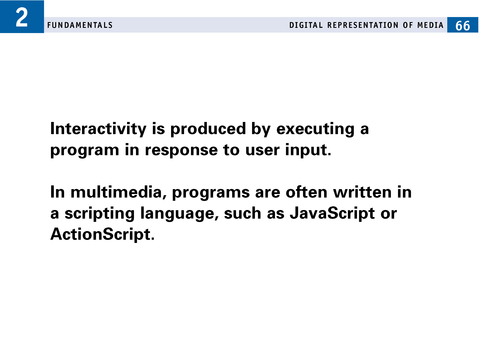 2
FUNDAMENTALS
DIGITAL REPRESENTATION OF MEDIA
66
Interactivity is produced by executing a
program in response to user input.
In multimedia, programs are often written in
a scripting language, such as JavaScript or
ActionScript.